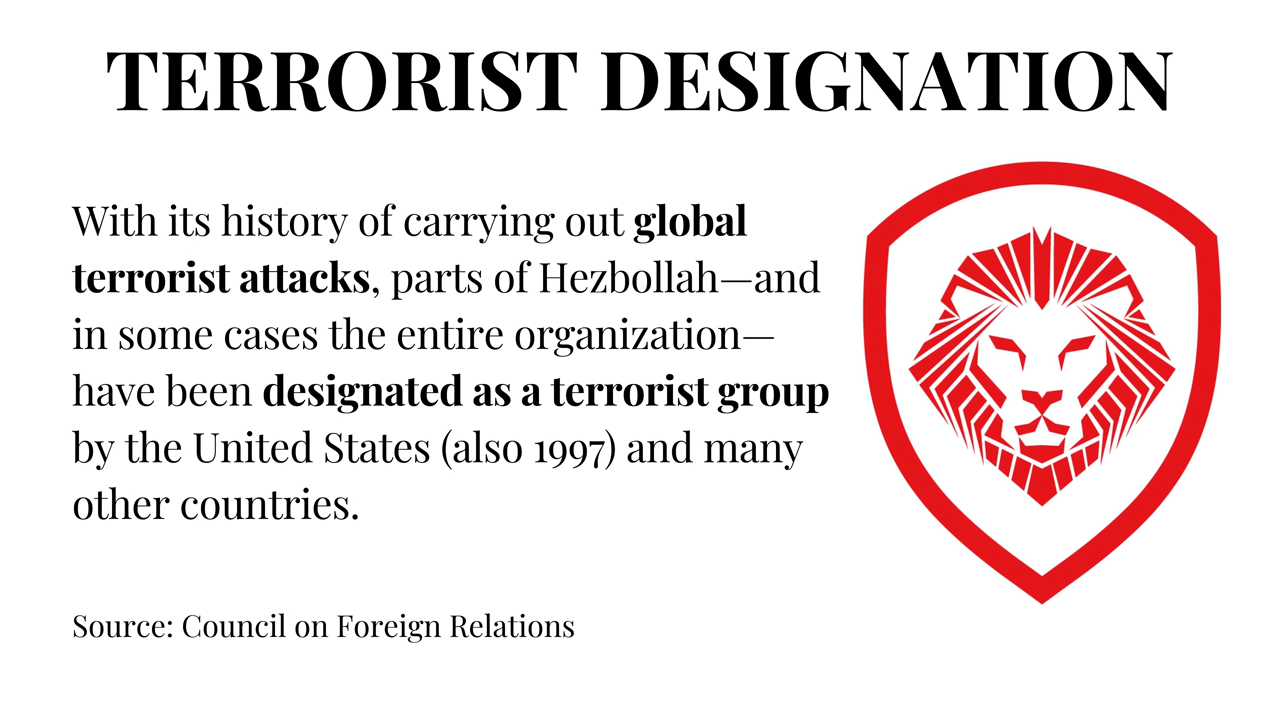 TERRORIST DESIGNATION
With its history of carrying out global
terrorist attacks, parts of Hezbollah—and
in some cases the entire organization—
have been designated as a terrorist group
by the United States (also 1997) and many
other countries.
Source: Council on Foreign Relations